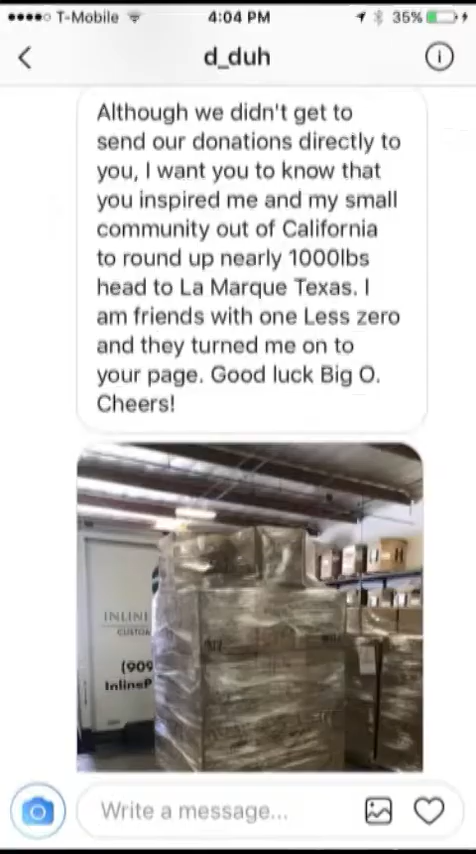 T-Mobile 4:04 PM 35%
d_duh
Although we didn't get to
send our donations directly to
you, I want you to know that
you inspired me and my small
community out of California
to round up nearly 1000lbs
head to La Marque Texas. I
am friends with one Less zero
and they turned me on to
your page. Good luck Big O.
Cheers!
INLINE
CUSTOM
(909
InlineP
Write a message...